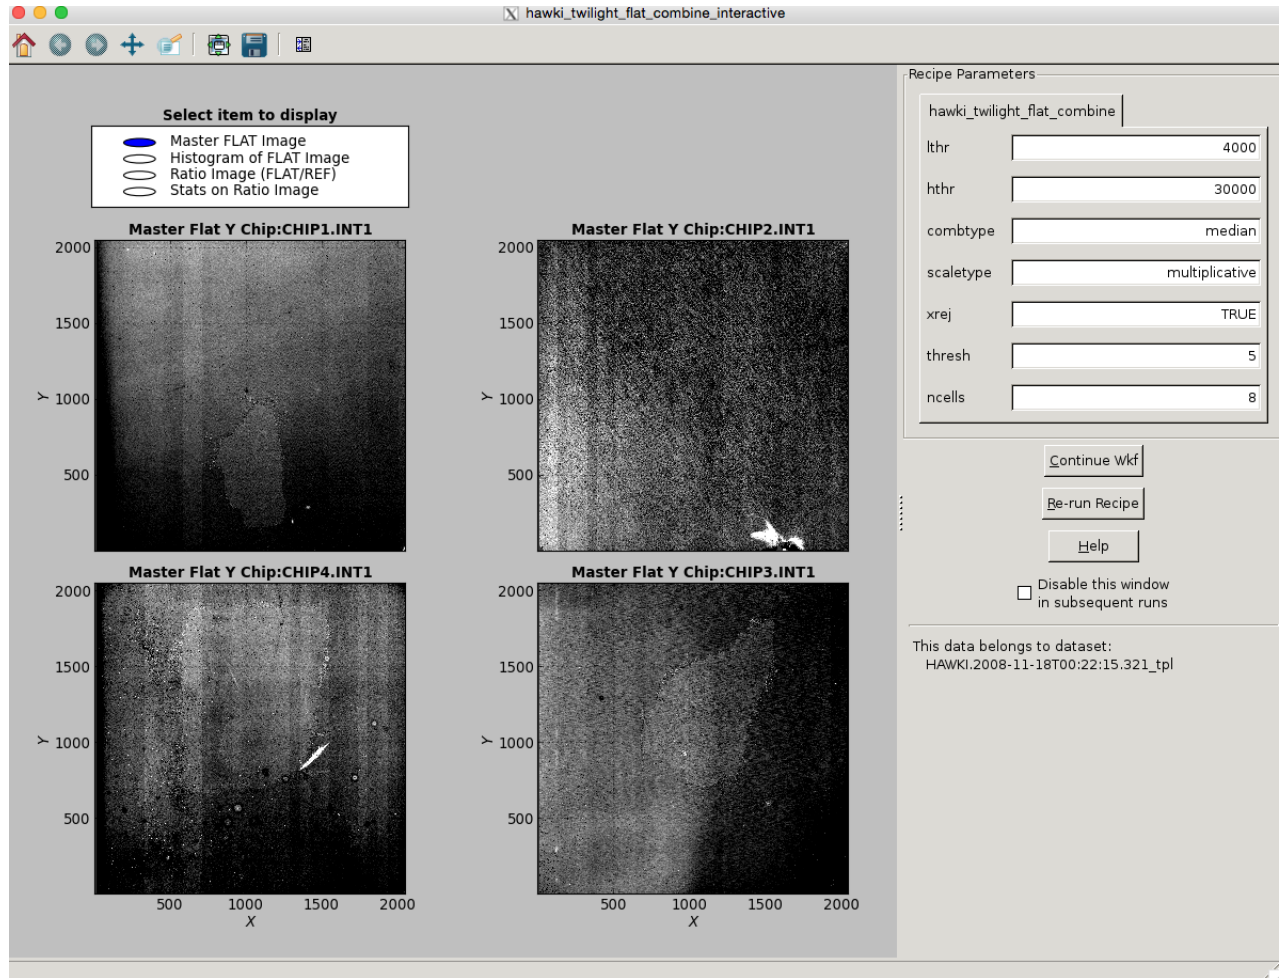 hawki_twilight_flat_combine_interactive
Select item to display
Master FLAT Image
Histogram of FLAT Image
Ratio Image (FLAT/REF)
Stats on Ratio Image
Master Flat Y Chip:CHIP1.INT1
2000
1500
1000
500
Y
Master Flat Y Chip:CHIP2.INT1
2000
1500
1000
500
Y
Master Flat Y Chip:CHIP4.INT1
2000
1500
1000
500
Y
500 1000 1500 2000
X
Master Flat Y Chip:CHIP3.INT1
2000
1500
1000
500
Y
500 1000 1500 2000
X
Recipe Parameters
hawki_twilight_flat_combine
lthr 4000
hthr 30000
combtype median
scaletype multiplicative
xrej TRUE
thresh 5
ncells 8
Continue Wkf
Re-run Recipe
Help
Disable this window
in subsequent runs
This data belongs to dataset:
HAWKI.2008-11-18T00:22:15.321_tpl